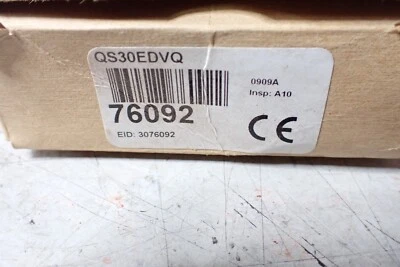 QS30EDVQ
0909A
Insp: A10
76092
EID: 3076092
CE